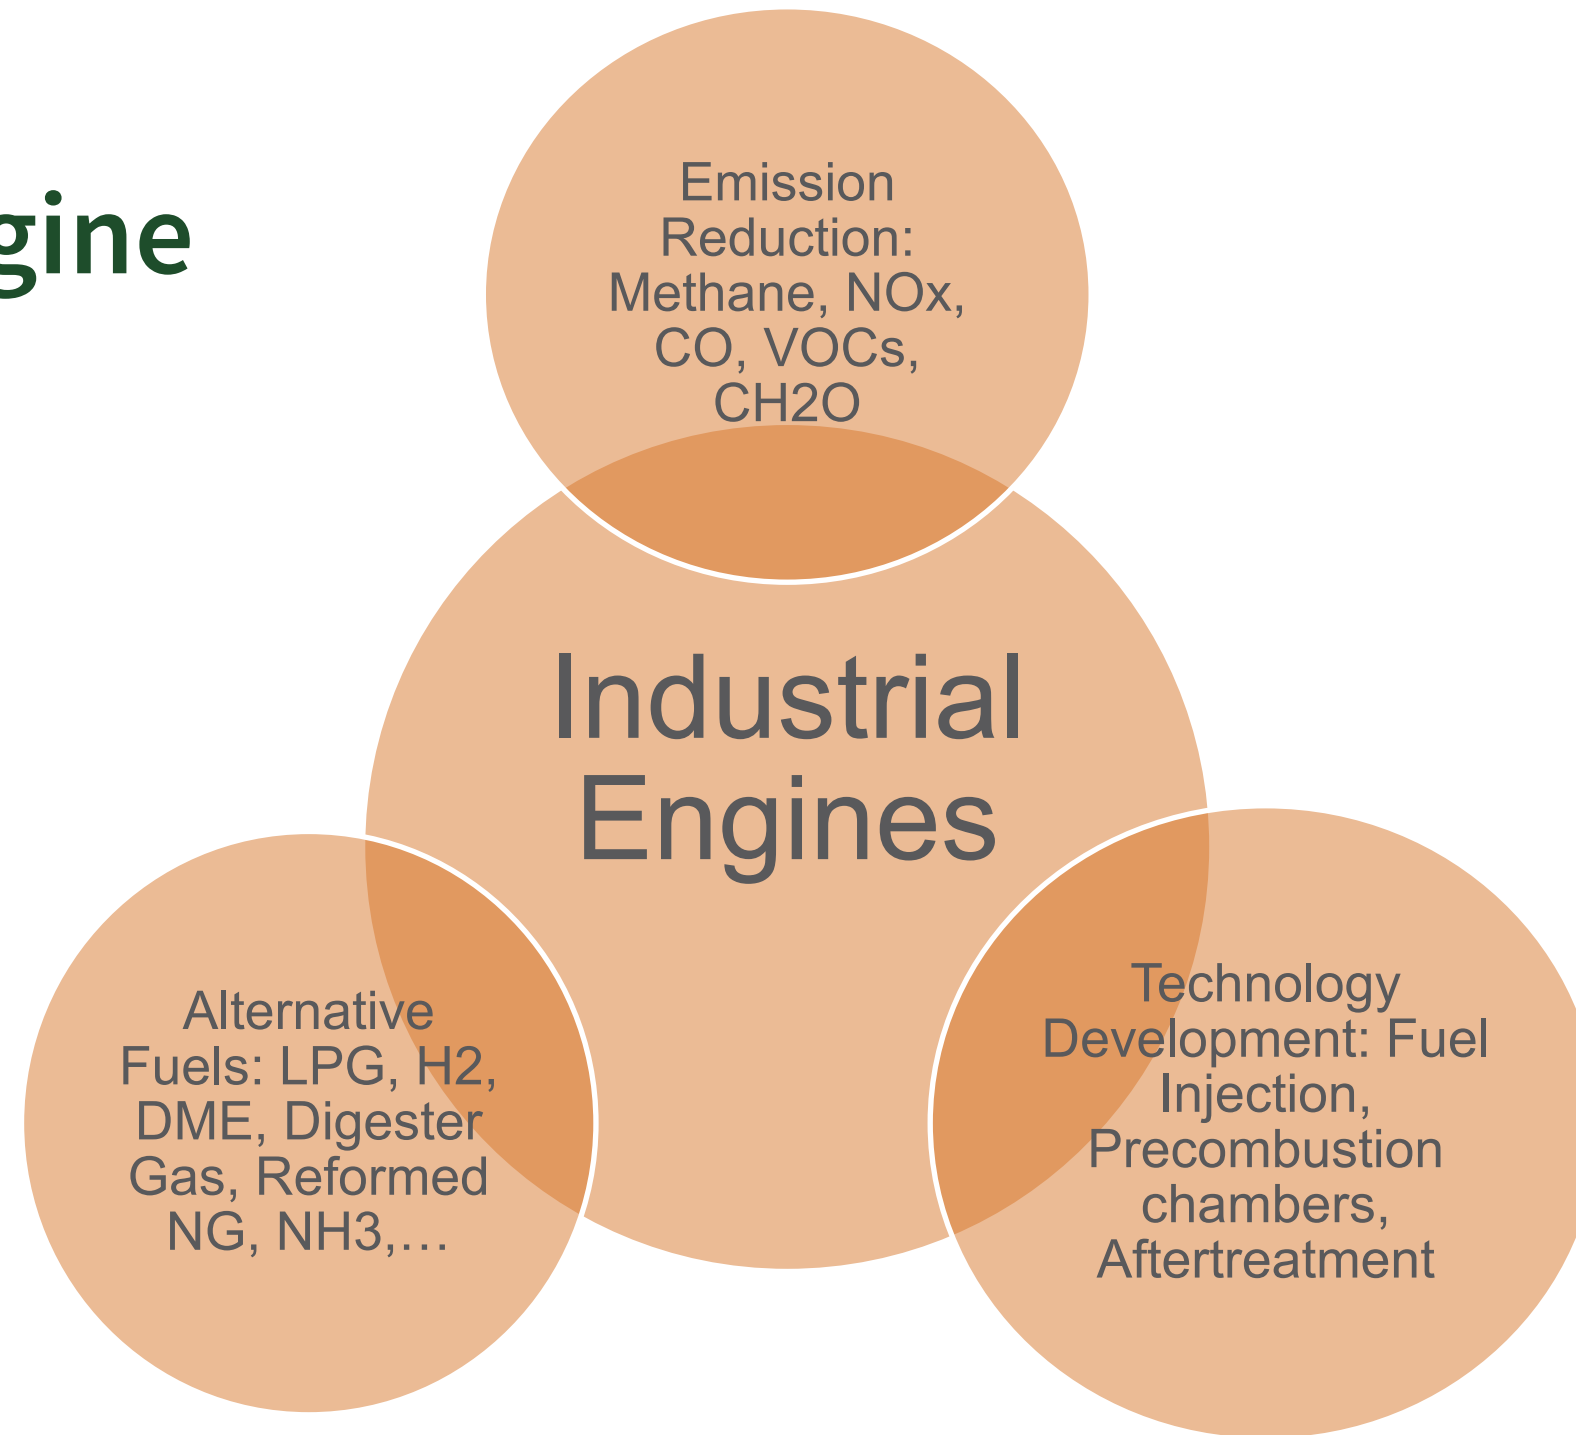 gine
Emission
Reduction:
Methane, NOx,
CO, VOCs,
CH2O
Industrial
Engines
Alternative
Fuels: LPG, H2,
DME, Digester
Gas, Reformed
NG, NH3,…
Technology
Development: Fuel
Injection,
Precombustion
chambers,
Aftertreatment